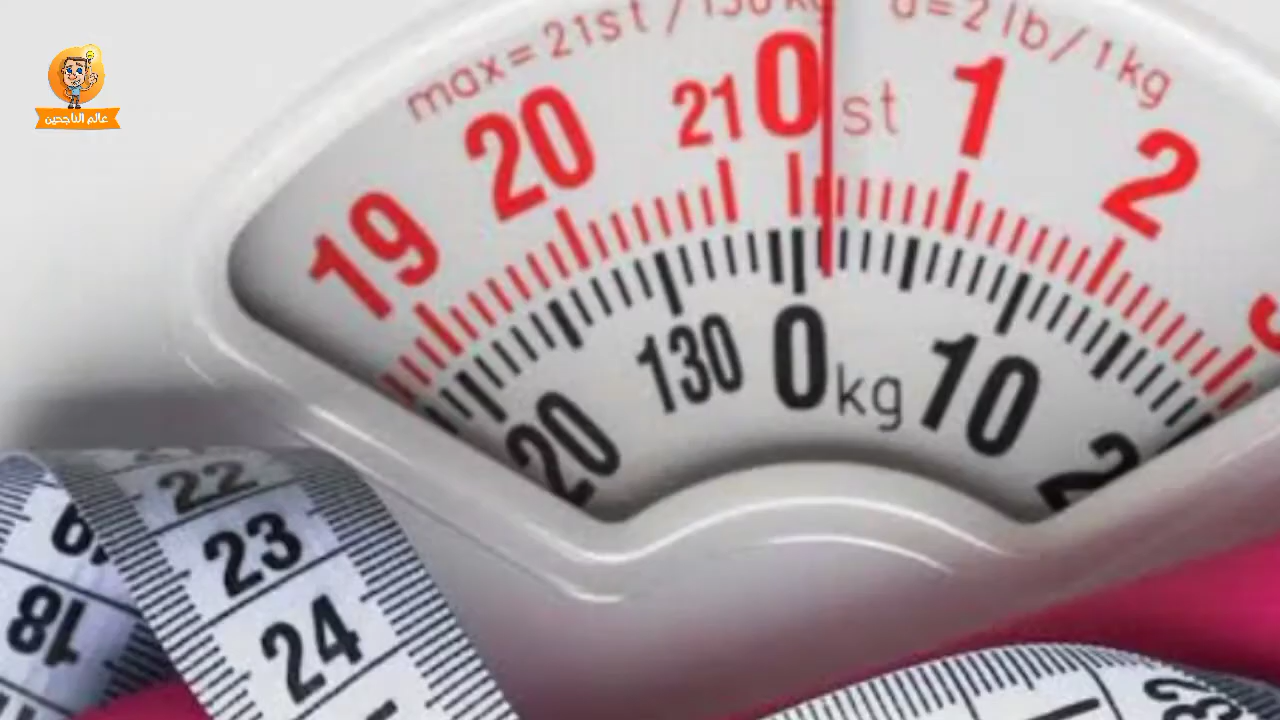 عالم الناجحين
max=21st / 136kg
d=2 lb / 1kg
19 20 21 0 st 1 2
20 130 0 kg 10
22
23
24
18